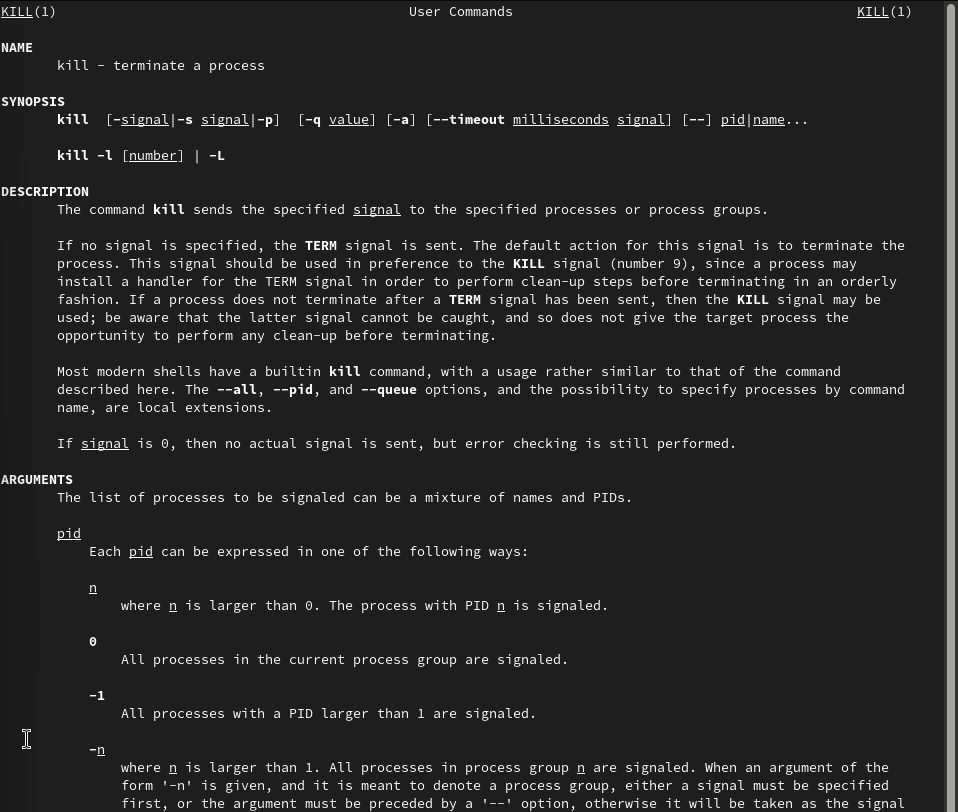 KILL(1) User Commands KILL(1)
NAME
kill - terminate a process
SYNOPSIS
kill [-signal|-s signal|-p] [-q value] [-a] [--timeout milliseconds signal] [--] pid|name...
kill -l [number] | -L
DESCRIPTION
The command kill sends the specified signal to the specified processes or process groups.
If no signal is specified, the TERM signal is sent. The default action for this signal is to terminate the
process. This signal should be used in preference to the KILL signal (number 9), since a process may
install a handler for the TERM signal in order to perform clean-up steps before terminating in an orderly
fashion. If a process does not terminate after a TERM signal has been sent, then the KILL signal may be
used; be aware that the latter signal cannot be caught, and so does not give the target process the
opportunity to perform any clean-up before terminating.
Most modern shells have a builtin kill command, with a usage rather similar to that of the command
described here. The --all, --pid, and --queue options, and the possibility to specify processes by command
name, are local extensions.
If signal is 0, then no actual signal is sent, but error checking is still performed.
ARGUMENTS
The list of processes to be signaled can be a mixture of names and PIDs.
pid
Each pid can be expressed in one of the following ways:
n
where n is larger than 0. The process with PID n is signaled.
0
All processes in the current process group are signaled.
-1
All processes with a PID larger than 1 are signaled.
-n
where n is larger than 1. All processes in process group n are signaled. When an argument of the
form '-n' is given, and it is meant to denote a process group, either a signal must be specified
first, or the argument must be preceded by a '--' option, otherwise it will be taken as the signal